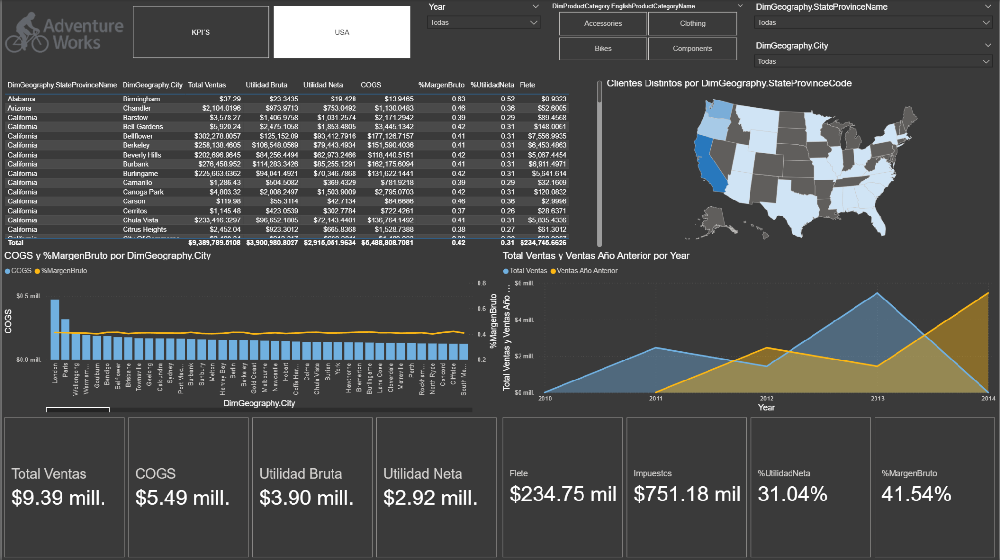 Adventure
Works
KPI´S
USA
Year
Todas
DimProductCategory.EnglishProductCategoryName
Accessories
Clothing
Bikes
Components
DimGeography.StateProvinceName
Todas
DimGeography.City
Todas
DimGeography.StateProvinceName DimGeography.City Total Ventas Utilidad Bruta Utilidad Neta COGS %MargenBruto %UtilidadNeta Flete
Alabama Birmingham $37.29 $23.3435 $19.428 $13.9465 0.63 0.52 $0.9323
Arizona Chandler $2,104.0196 $973.9713 $753.0492 $1,130.0483 0.46 0.36 $52.6005
California Barstow $3,578.27 $1,406.9758 $1,031.2574 $2,171.2942 0.39 0.29 $89.4568
California Bell Gardens $5,920.24 $2,475.1058 $1,853.4805 $3,445.1342 0.42 0.31 $148.0061
California Bellflower $302,278.8057 $125,152.09 $93,412.7916 $177,126.7157 0.41 0.31 $7,556.9935
California Berkeley $258,138.4605 $106,548.0569 $79,443.4934 $151,590.4036 0.41 0.31 $6,453.4863
California Beverly Hills $202,696.9645 $84,256.4494 $62,973.2466 $118,440.5151 0.42 0.31 $5,067.4454
California Burbank $276,458.952 $114,283.3426 $85,255.1291 $162,175.6094 0.41 0.31 $6,911.4971
California Burlingame $225,663.6362 $94,041.4921 $70,346.7868 $131,622.1441 0.42 0.31 $5,641.614
California Camarillo $1,286.43 $504.5082 $369.4329 $781.9218 0.39 0.29 $32.1609
California Canoga Park $4,803.32 $2,008.2497 $1,503.9009 $2,795.0703 0.42 0.31 $120.0832
California Carson $119.98 $55.3114 $42.7134 $64.6686 0.46 0.36 $2.9996
California Cerritos $1,145.48 $423.0539 $302.7784 $722.4261 0.37 0.26 $28.6371
California Chula Vista $233,416.3297 $96,652.1805 $72,143.4401 $136,764.1492 0.41 0.31 $5,835.4336
California Citrus Heights $2,452.04 $923.3012 $665.8368 $1,528.7388 0.38 0.27 $61.3012
Total $9,389,789.5108 $3,900,980.8027 $2,915,051.9634 $5,488,808.7081 0.42 0.31 $234,745.6626
Clientes Distintos por DimGeography.StateProvinceCode
COGS y %MargenBruto por DimGeography.City
COGS %MargenBruto
COGS
$0.5 mill.
$0.0 mill.
0.8
0.6
0.4
0.2
%MargenBruto
London
Paris
Wollongong
Warrnam...
Goulburn
Bendigo
Bellflower
Brisbane
Townsville
Geelong
Caloundra
Sydney
Port Mac...
Burbank
Sunbury
Melton
Hervey Bay
Berlin
Berkeley
Gold Coast
Melbourne
Newcastle
Hobart
Coffs Har...
Colma
Chula Vista
Burien
York
Hawthorne
Bremerton
Burlingame
Lane Cove
Cloverdale
Matraville
Perth
Rockham...
North Ryde
Concord
Cliffside
South Me...
DimGeography.City
Total Ventas y Ventas Año Anterior por Year
Total Ventas Ventas Año Anterior
Total Ventas y Ventas Año ...
$6 mill.
$4 mill.
$2 mill.
$0 mill.
2010 2011 2012 2013 2014
Year
Total Ventas
$9.39 mill.
COGS
$5.49 mill.
Utilidad Bruta
$3.90 mill.
Utilidad Neta
$2.92 mill.
Flete
$234.75 mil
Impuestos
$751.18 mil
%UtilidadNeta
31.04%
%MargenBruto
41.54%